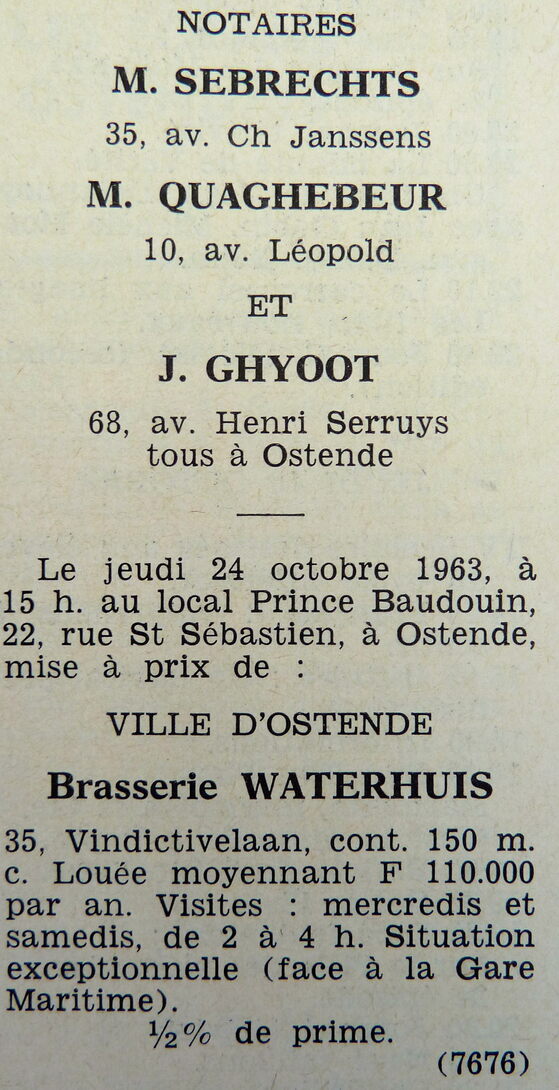 NOTAIRES
M. SEBRECHTS
35, av. Ch Janssens
M. QUAGHEBEUR
10, av. Léopold
ET
J. GHYOOT
68, av. Henri Serruys
tous à Ostende
Le jeudi 24 octobre 1963, à
15 h. au local Prince Baudouin,
22, rue St Sébastien, à Ostende,
mise à prix de :
VILLE D'OSTENDE
Brasserie WATERHUIS
35, Vindictivelaan, cont. 150 m.
c. Louée moyennant F 110.000
par an. Visites : mercredis et
samedis, de 2 à 4 h. Situation
exceptionnelle (face à la Gare
Maritime).
½% de prime.
(7676)